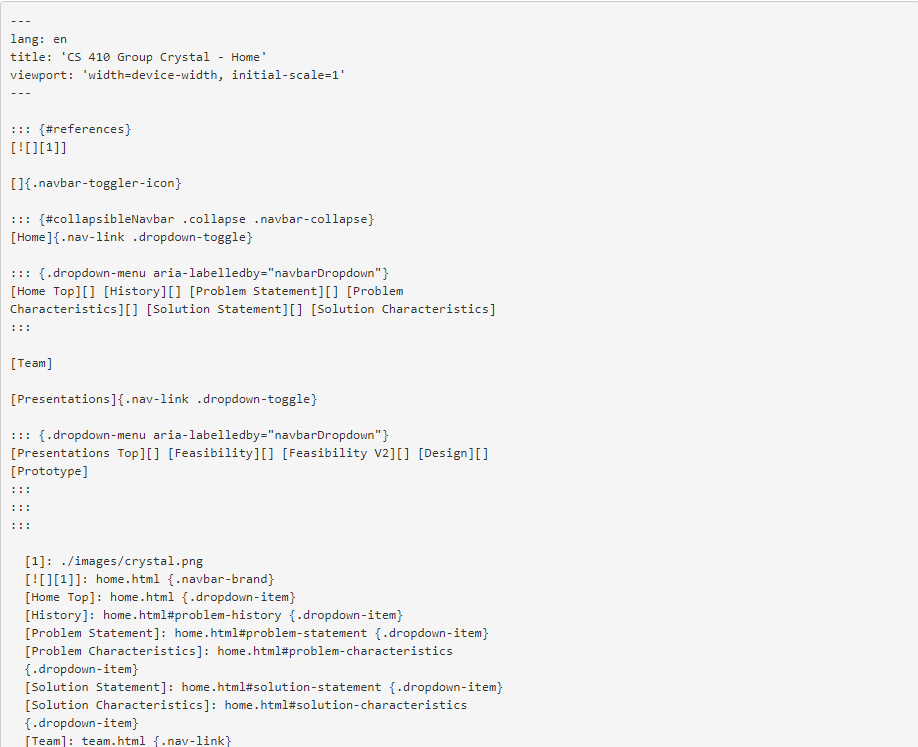 ---
lang: en
title: 'CS 410 Group Crystal - Home'
viewport: 'width=device-width, initial-scale=1'
---
::: {#references}
[![][1]]
[]{.navbar-toggler-icon}
::: {#collapsibleNavbar .collapse .navbar-collapse}
[Home]{.nav-link .dropdown-toggle}
::: {.dropdown-menu aria-labelledby="navbarDropdown"}
[Home Top][] [History][] [Problem Statement][] [Problem
Characteristics][] [Solution Statement][] [Solution Characteristics]
:::
[Team]
[Presentations]{.nav-link .dropdown-toggle}
::: {.dropdown-menu aria-labelledby="navbarDropdown"}
[Presentations Top][] [Feasibility][] [Feasibility V2][] [Design][]
[Prototype]
:::
:::
:::
[1]: ./images/crystal.png
[![][1]]: home.html {.navbar-brand}
[Home Top]: home.html {.dropdown-item}
[History]: home.html#problem-history {.dropdown-item}
[Problem Statement]: home.html#problem-statement {.dropdown-item}
[Problem Characteristics]: home.html#problem-characteristics
{.dropdown-item}
[Solution Statement]: home.html#solution-statement {.dropdown-item}
[Solution Characteristics]: home.html#solution-characteristics
{.dropdown-item}
[Team]: team.html {.nav-link}